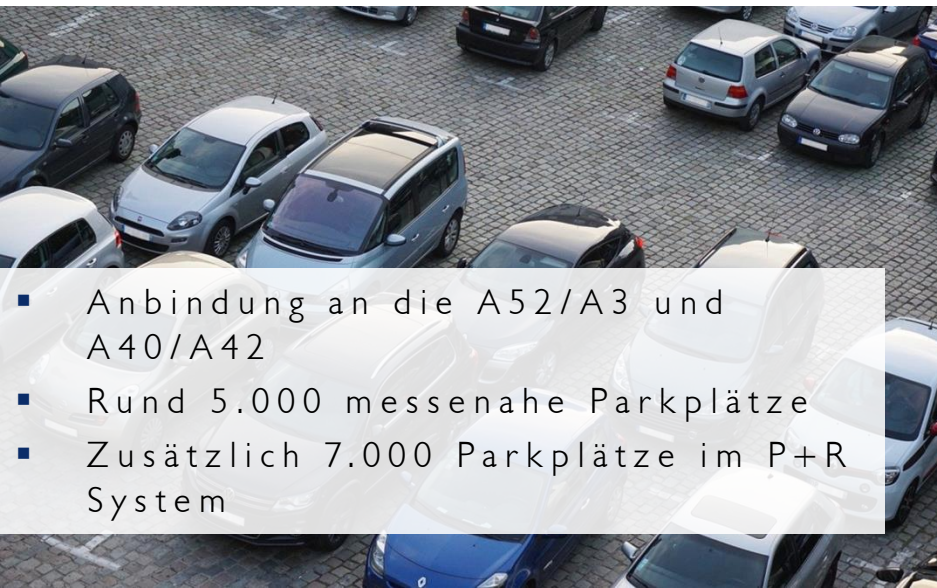 ▪ Anbindung an die A52/A3 und
A40/A42
▪ Rund 5.000 messenahe Parkplätze
▪ Zusätzlich 7.000 Parkplätze im P+R
System